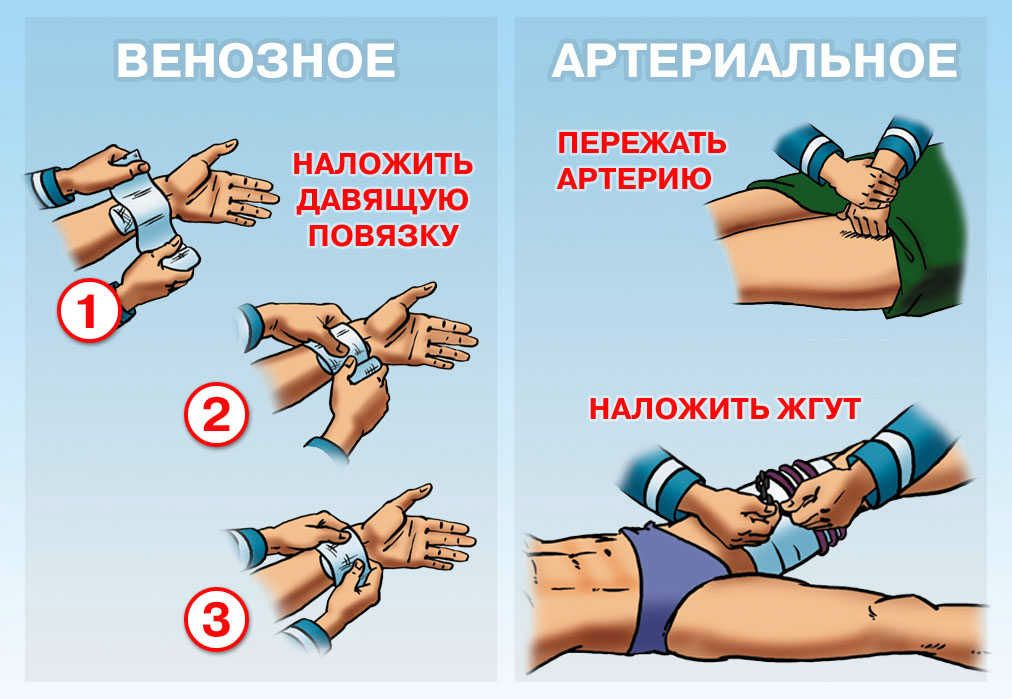 ВЕНОЗНОЕ
НАЛОЖИТЬ
ДАВЯЩУЮ
ПОВЯЗКУ
1
2
3
АРТЕРИАЛЬНОЕ
ПЕРЕЖАТЬ
АРТЕРИЮ
НАЛОЖИТЬ ЖГУТ